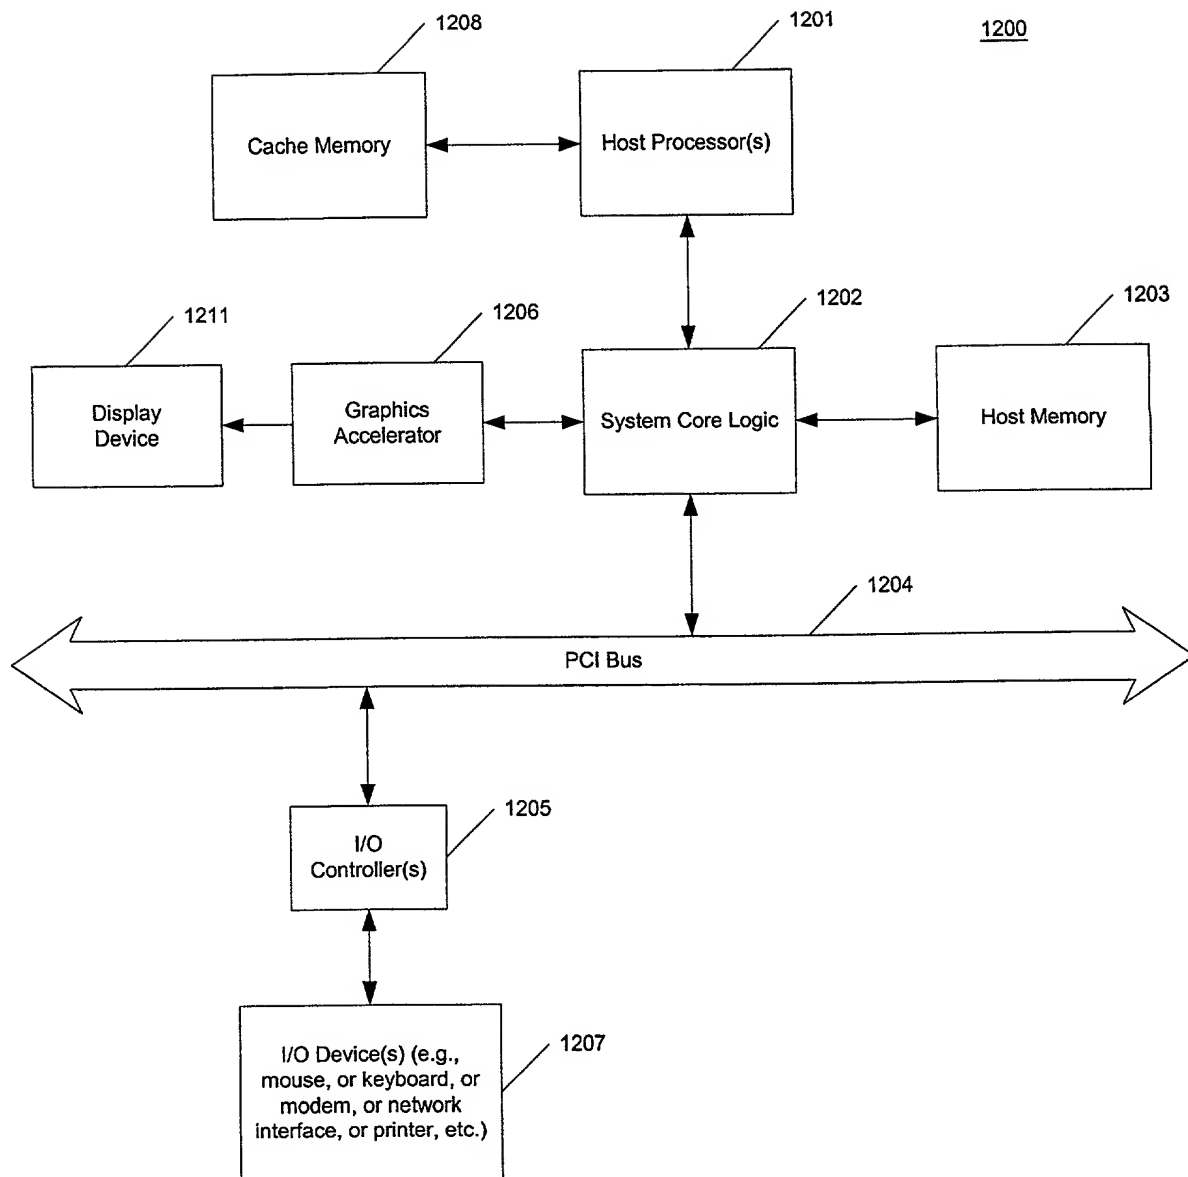 1208
1201
1200
Cache Memory
Host Processor(s)
1211
1206
1202
1203
Display
Device
Graphics
Accelerator
System Core Logic
Host Memory
1204
PCI Bus
1205
I/O
Controller(s)
1207
I/O Device(s) (e.g.,
mouse, or keyboard, or
modem, or network
interface, or printer, etc.)